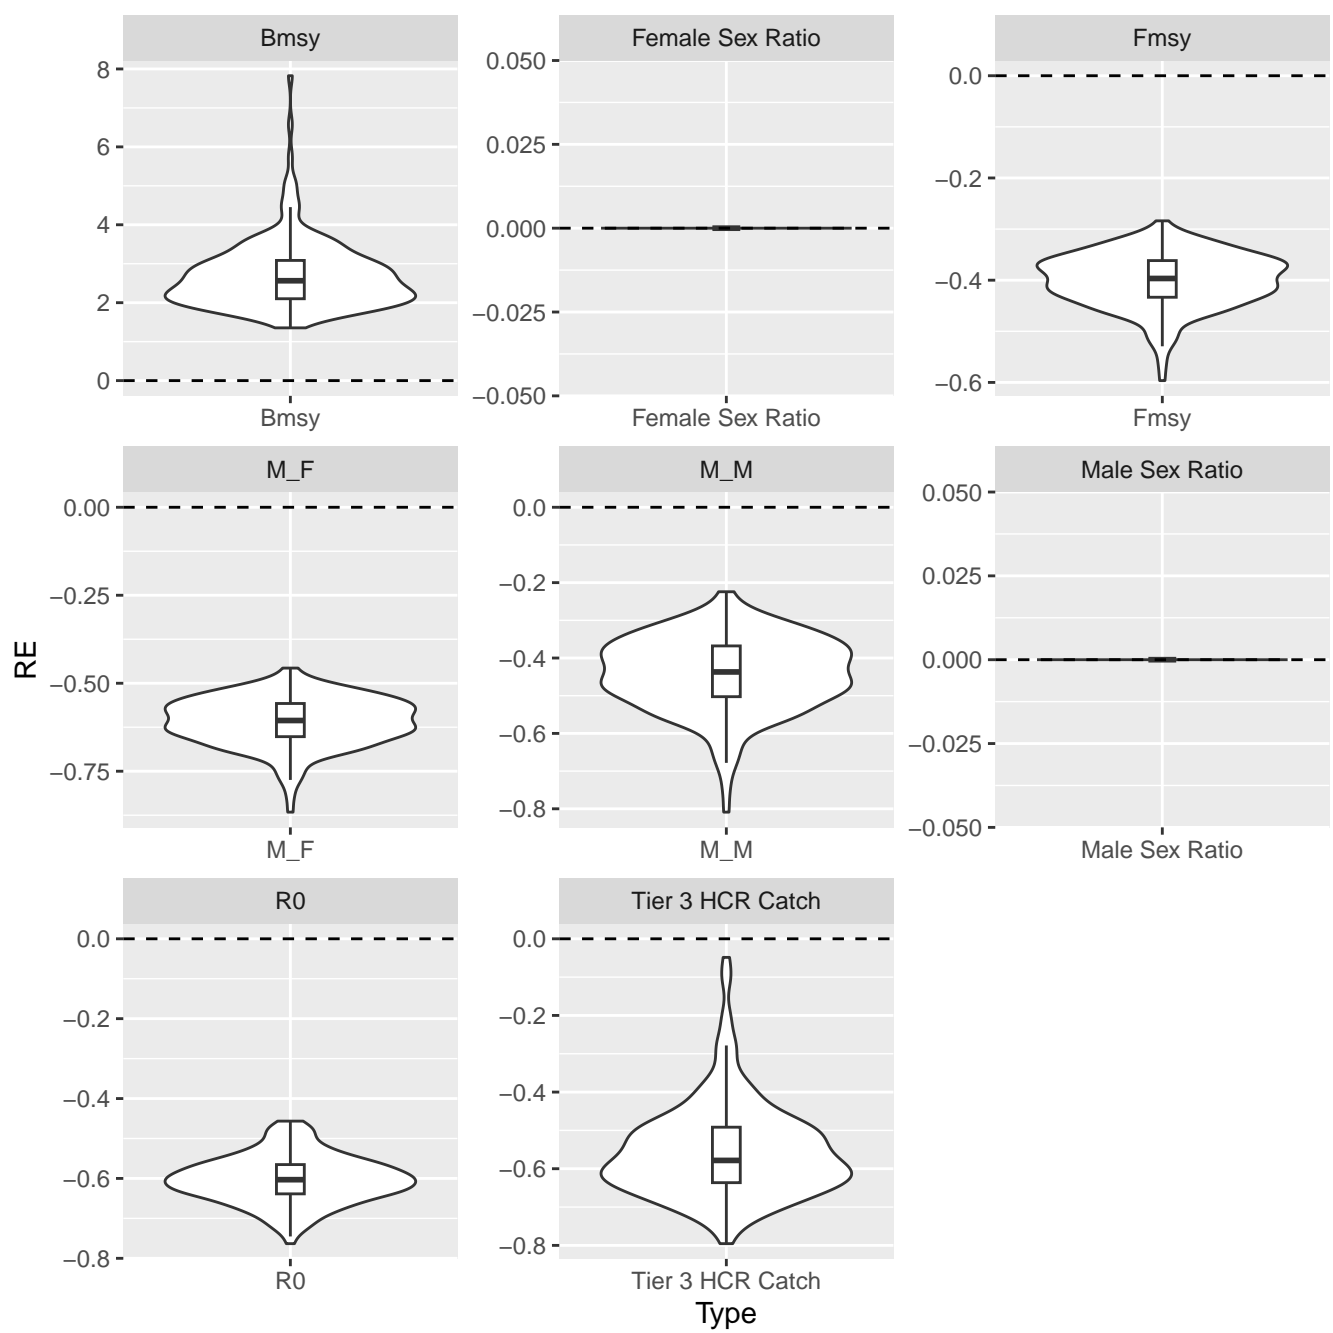 Bmsy
Female Sex Ratio
Fmsy
8
6
4
2
0
0.050
0.025
0.000
−0.025
−0.050
0.0
−0.2
−0.4
−0.6
Bmsy
Female Sex Ratio
Fmsy
M_F
M_M
Male Sex Ratio
0.00
−0.25
−0.50
−0.75
0.0
−0.2
−0.4
−0.6
−0.8
0.050
0.025
0.000
−0.025
−0.050
M_F
M_M
Male Sex Ratio
RE
R0
Tier 3 HCR Catch
0.0
−0.2
−0.4
−0.6
−0.8
0.0
−0.2
−0.4
−0.6
−0.8
R0
Tier 3 HCR Catch
Type